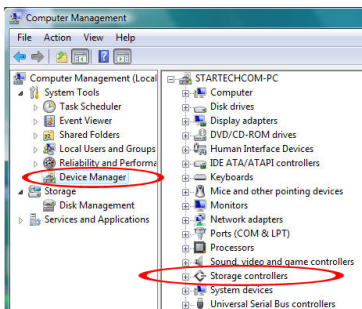 Computer Management
File Action View Help
Computer Management (Local
System Tools
Task Scheduler
Event Viewer
Shared Folders
Local Users and Groups
Reliability and Performa
Device Manager
Storage
Disk Management
Services and Applications
STARTECHCOM-PC
Computer
Disk drives
Display adapters
DVD/CD-ROM drives
Human Interface Devices
IDE ATA/ATAPI controllers
Keyboards
Mice and other pointing devices
Monitors
Network adapters
Ports (COM & LPT)
Processors
Sound, video and game controllers
Storage controllers
System devices
Universal Serial Bus controllers